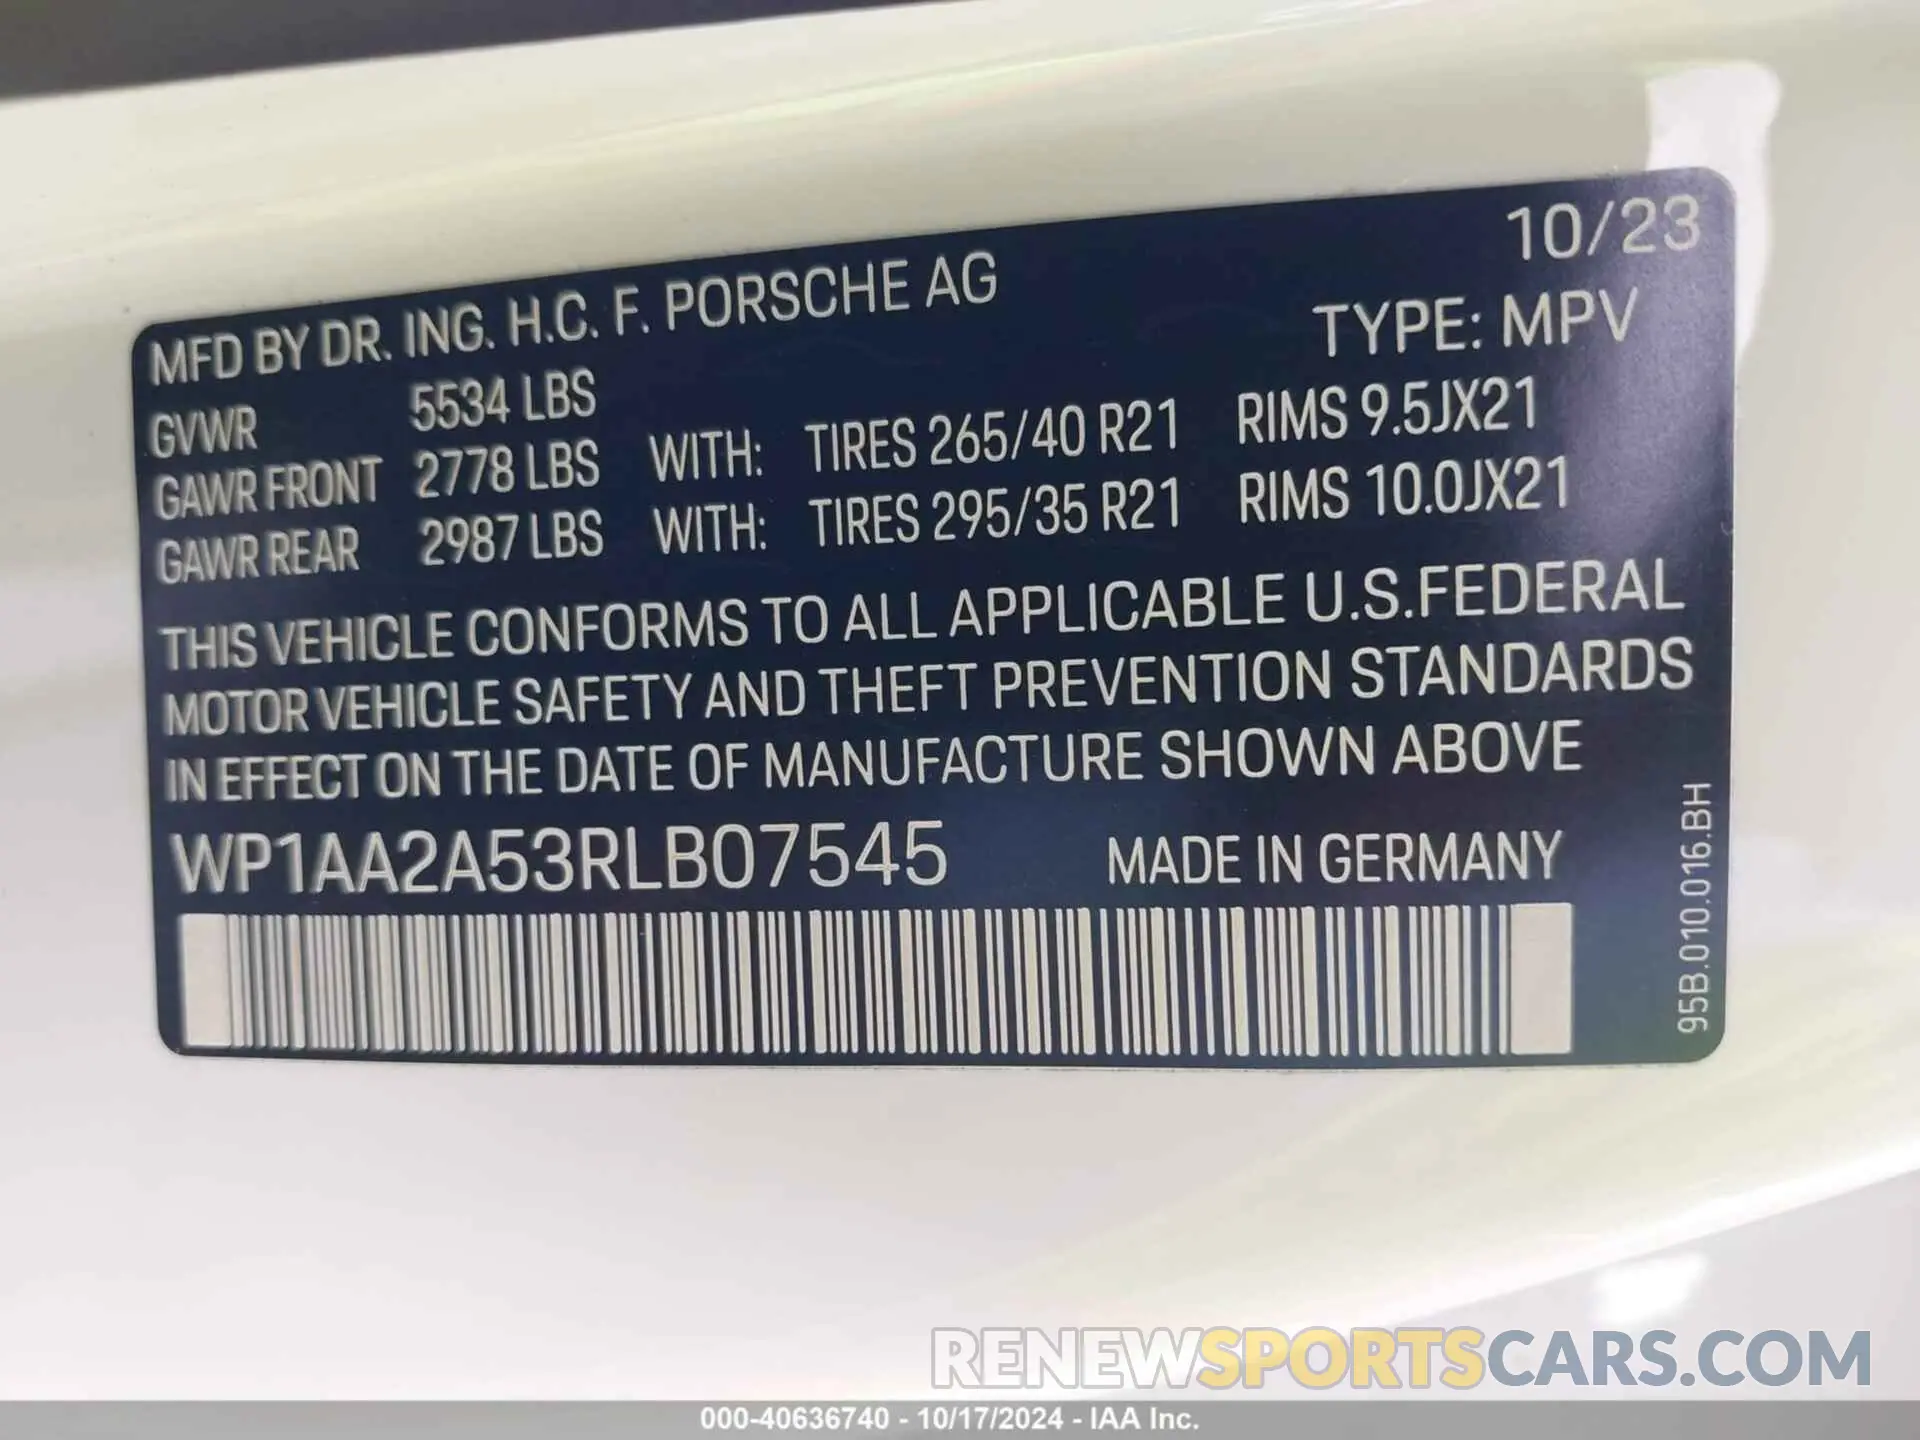 10/23
MFD BY DR. ING. H.C. F. PORSCHE AG
TYPE: MPV
GVWR 5534 LBS
GAWR FRONT 2778 LBS WITH: TIRES 265/40 R21 RIMS 9.5JX21
GAWR REAR 2987 LBS WITH: TIRES 295/35 R21 RIMS 10.0JX21
THIS VEHICLE CONFORMS TO ALL APPLICABLE U.S.FEDERAL
MOTOR VEHICLE SAFETY AND THEFT PREVENTION STANDARDS
IN EFFECT ON THE DATE OF MANUFACTURE SHOWN ABOVE
WP1AA2A53RLB07545 MADE IN GERMANY
95B.010.016.BH
RENEWSPORTSCARS.COM
000-40636740 - 10/17/2024 - IAA Inc.